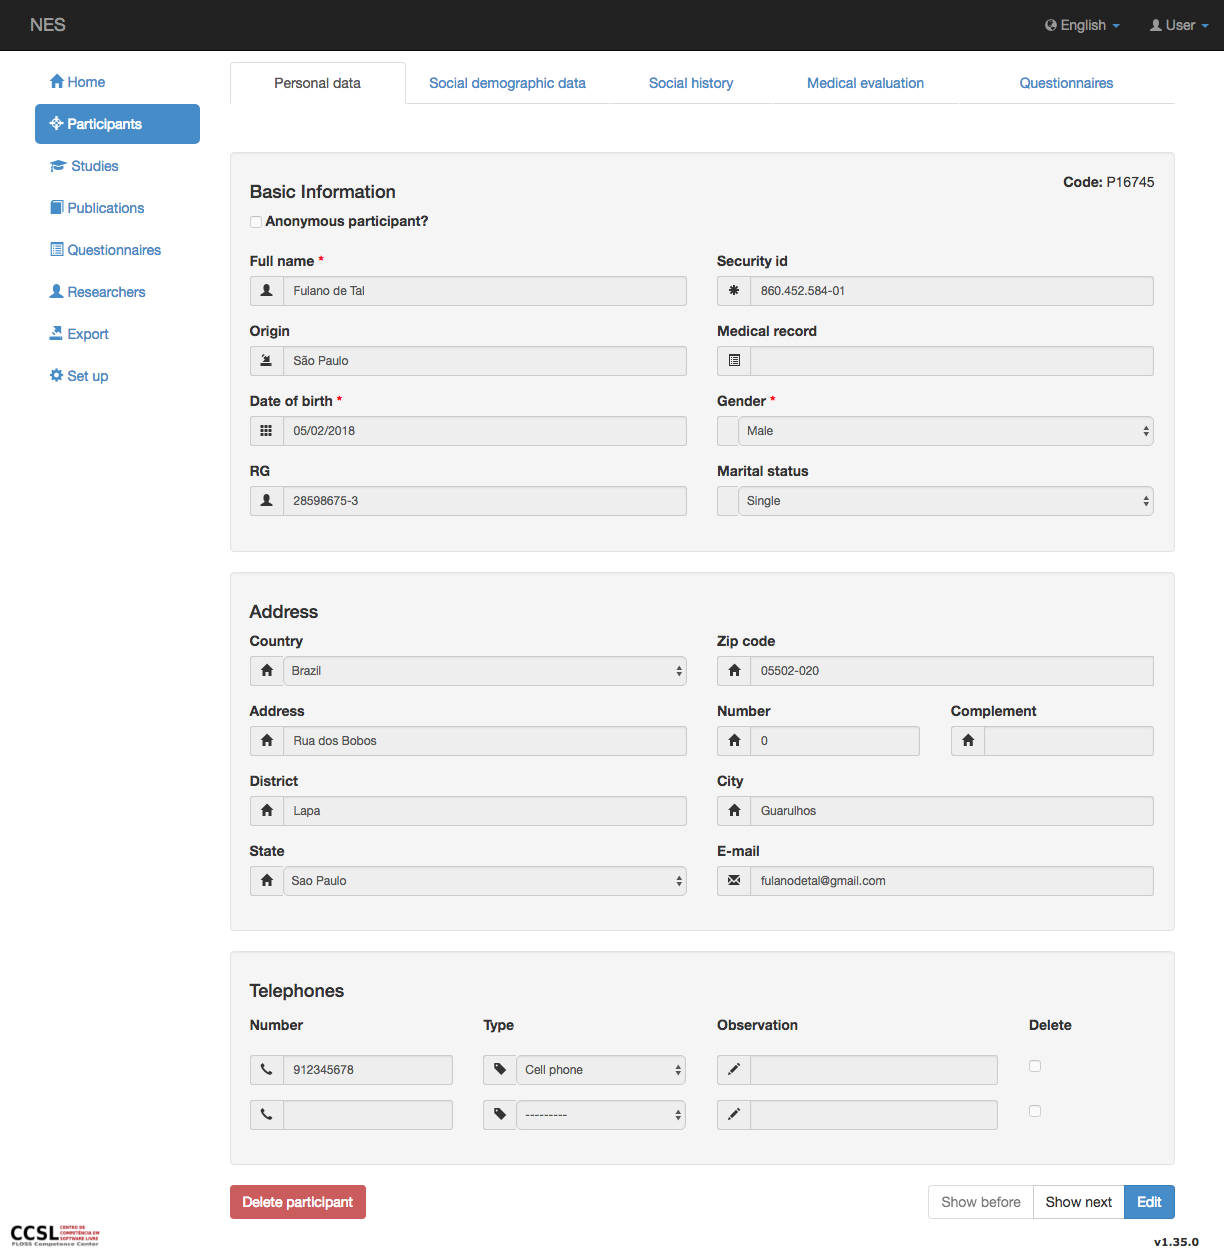 NES
English
User
Home
Participants
Studies
Publications
Questionnaires
Researchers
Export
Set up
Personal data
Social demographic data
Social history
Medical evaluation
Questionnaires
Basic Information
Code: P16745
Anonymous participant?
Full name *
Security id
Fulano de Tal
860.452.584-01
Origin
Medical record
São Paulo
Date of birth *
Gender *
05/02/2018
Male
RG
Marital status
28598675-3
Single
Address
Country
Zip code
Brazil
05502-020
Address
Number
Complement
Rua dos Bobos
0
District
City
Lapa
Guarulhos
State
E-mail
Sao Paulo
fulanodetal@gmail.com
Telephones
Number
Type
Observation
Delete
912345678
Cell phone
---------
Delete participant
Show before
Show next
Edit
CCSL
CENTRO DE
COMPETÊNCIA EM
SOFTWARE LIVRE
FLOSS Competence Center
v1.35.0